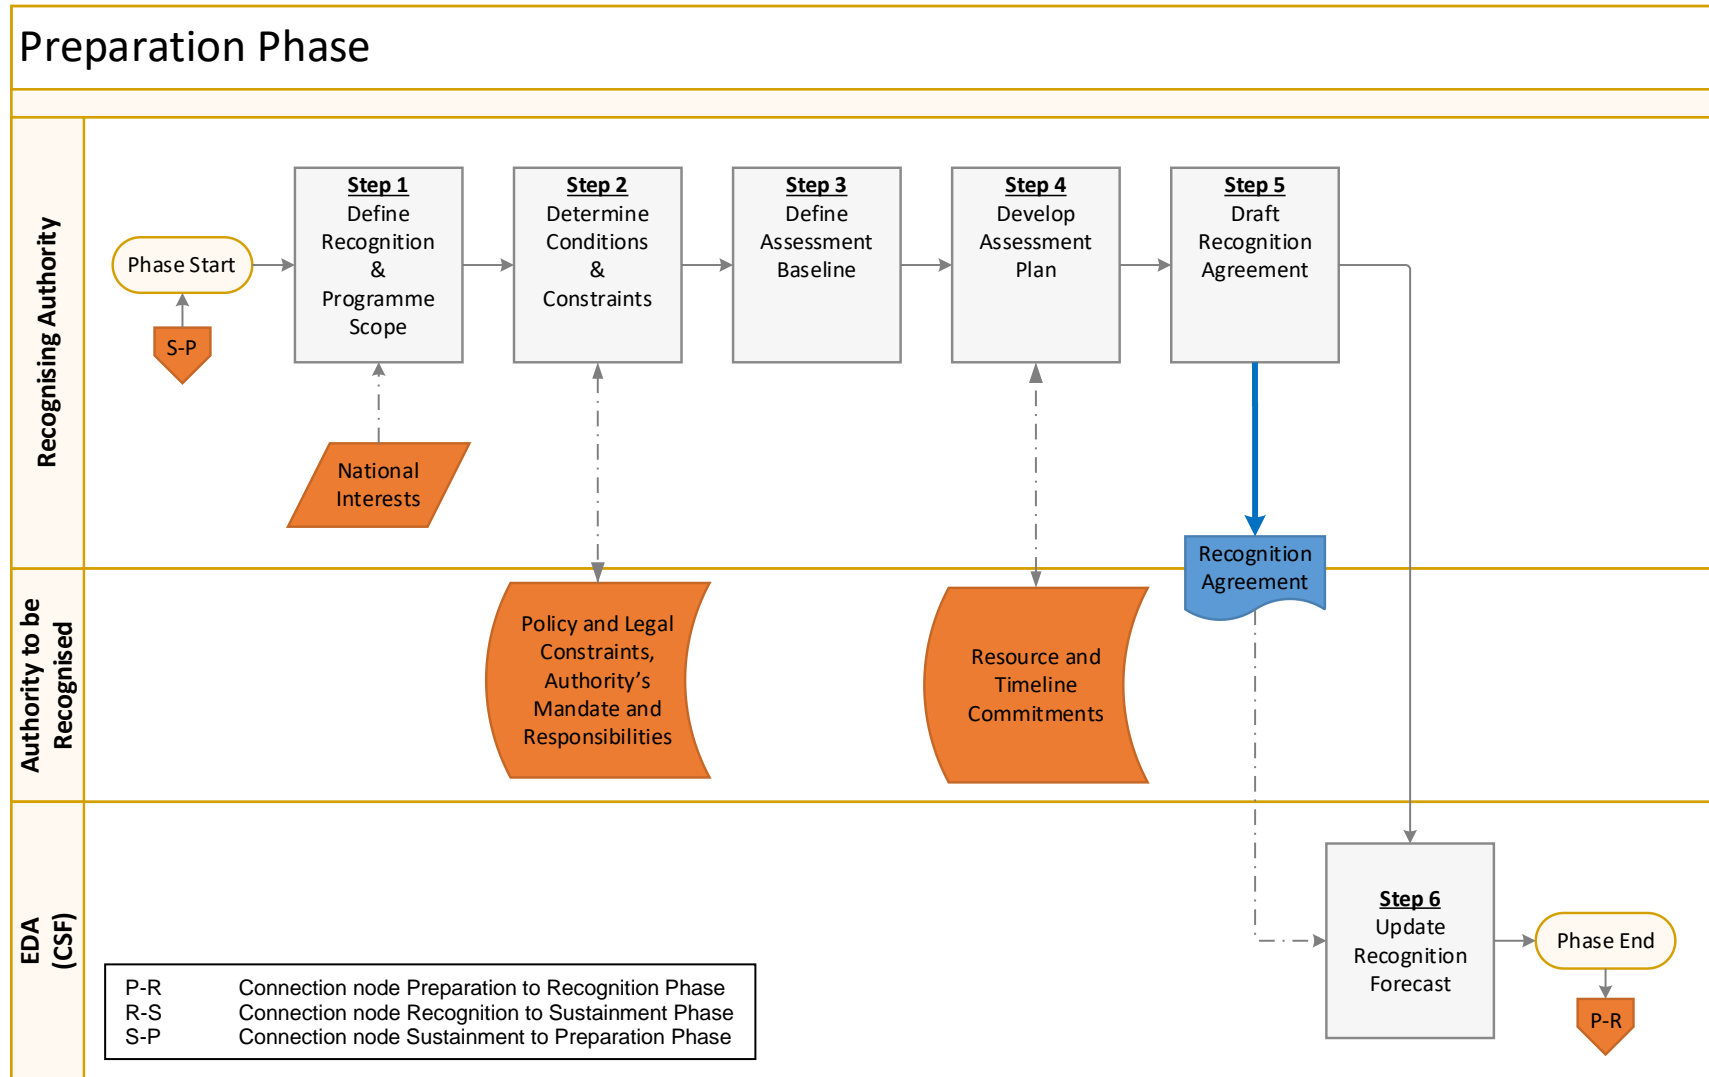 Preparation Phase
Recognising Authority
Phase Start
S-P
Step 1
Define
Recognition
&
Programme
Scope
Step 2
Determine
Conditions
&
Constraints
Step 3
Define
Assessment
Baseline
Step 4
Develop
Assessment
Plan
Step 5
Draft
Recognition
Agreement
National
Interests
Recognition
Agreement
Authority to be
Recognised
Policy and Legal
Constraints,
Authority’s
Mandate and
Responsibilities
Resource and
Timeline
Commitments
EDA
(CSF)
Step 6
Update
Recognition
Forecast
Phase End
P-R
P-R Connection node Preparation to Recognition Phase
R-S Connection node Recognition to Sustainment Phase
S-P Connection node Sustainment to Preparation Phase